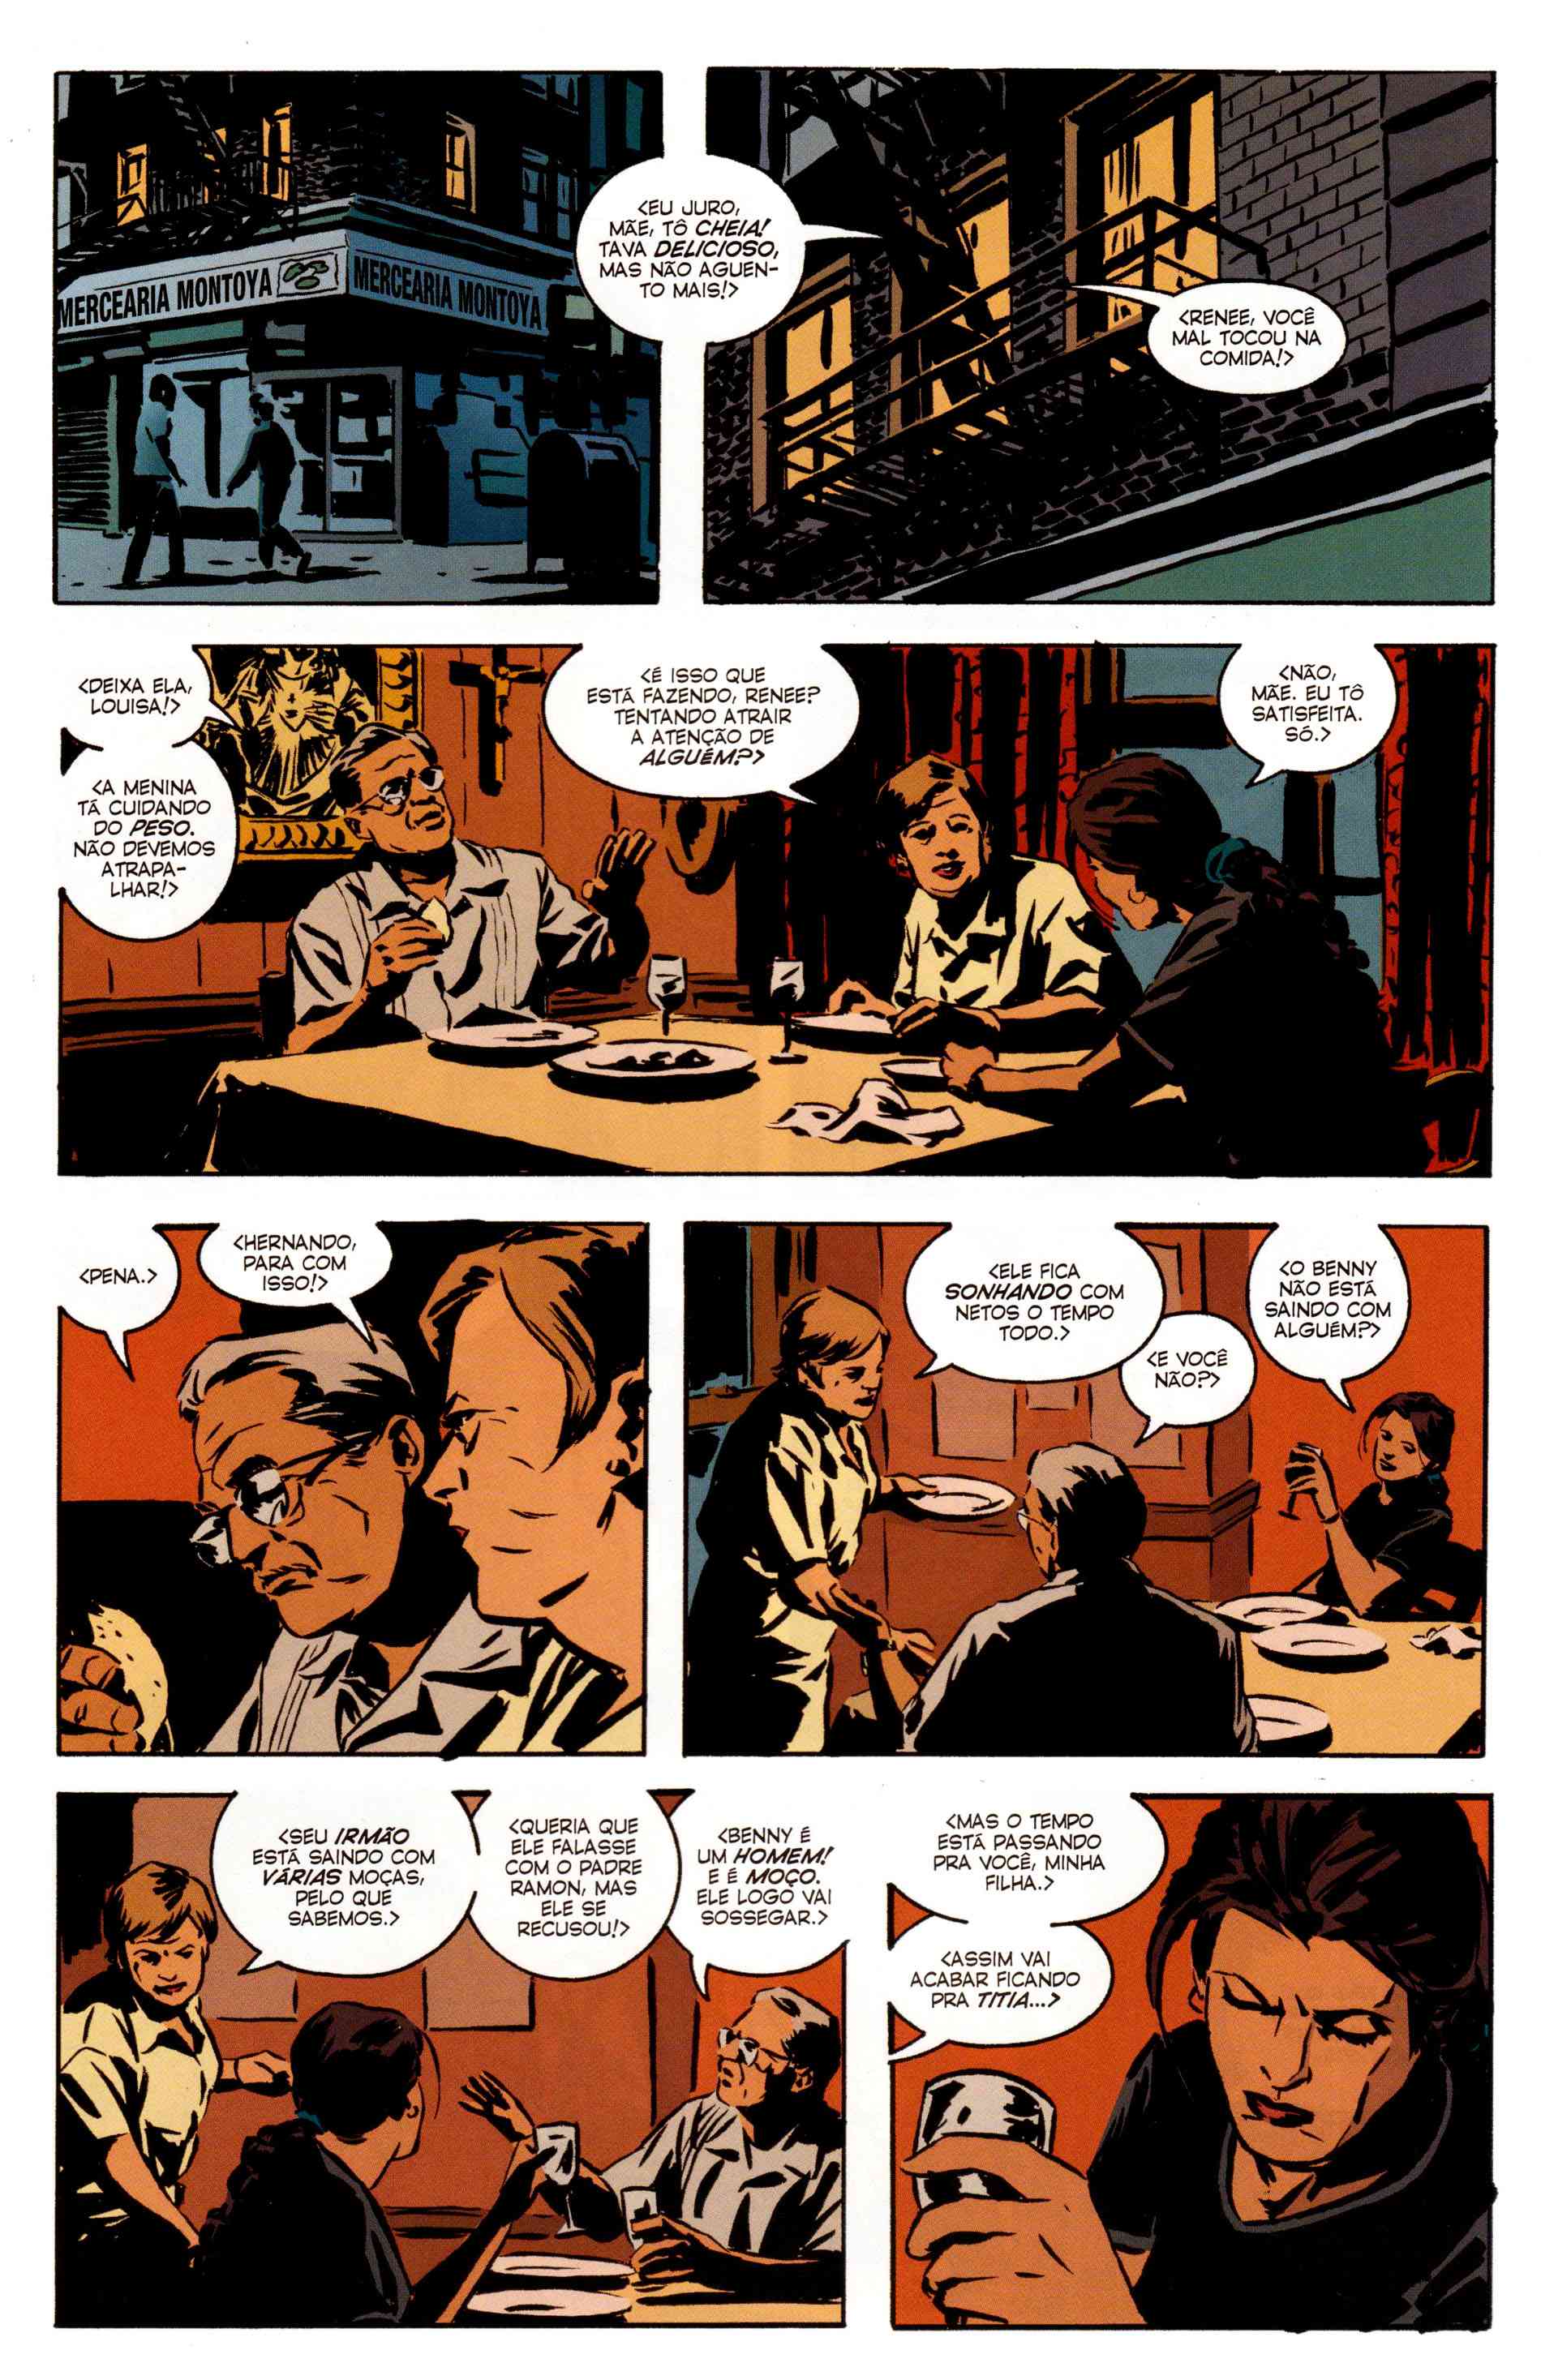 MERCEARIA MONTOYA
MERCEARIA MONTOYA
<EU JURO,
MÃE, TÔ CHEIA!
TAVA DELICIOSO,
MAS NÃO AGUEN-
TO MAIS!>
<RENEE, VOCÊ
MAL TOCOU NA
COMIDA!>
<DEIXA ELA,
LOUISA!>
<A MENINA
TÁ CUIDANDO
DO PESO.
NÃO DEVEMOS
ATRAPA-
LHAR!>
<É ISSO QUE
ESTÁ FAZENDO, RENEE?
TENTANDO ATRAIR
A ATENÇÃO DE
ALGUÉM?>
<NÃO,
MÃE. EU TÔ
SATISFEITA.
SÓ.>
<PENA.>
<HERNANDO,
PARA COM
ISSO!>
<ELE FICA
SONHANDO COM
NETOS O TEMPO
TODO.>
<E VOCÊ
NÃO?>
<O BENNY
NÃO ESTÁ
SAINDO COM
ALGUÉM?>
<SEU IRMÃO
ESTÁ SAINDO COM
VÁRIAS MOÇAS,
PELO QUE
SABEMOS.>
<QUERIA QUE
ELE FALASSE
COM O PADRE
RAMON, MAS
ELE SE
RECUSOU!>
<BENNY É
UM HOMEM!
E É MOÇO.
ELE LOGO VAI
SOSSEGAR.>
<MAS O TEMPO
ESTÁ PASSANDO
PRA VOCÊ, MINHA
FILHA.>
<ASSIM VAI
ACABAR FICANDO
PRA TITIA...>